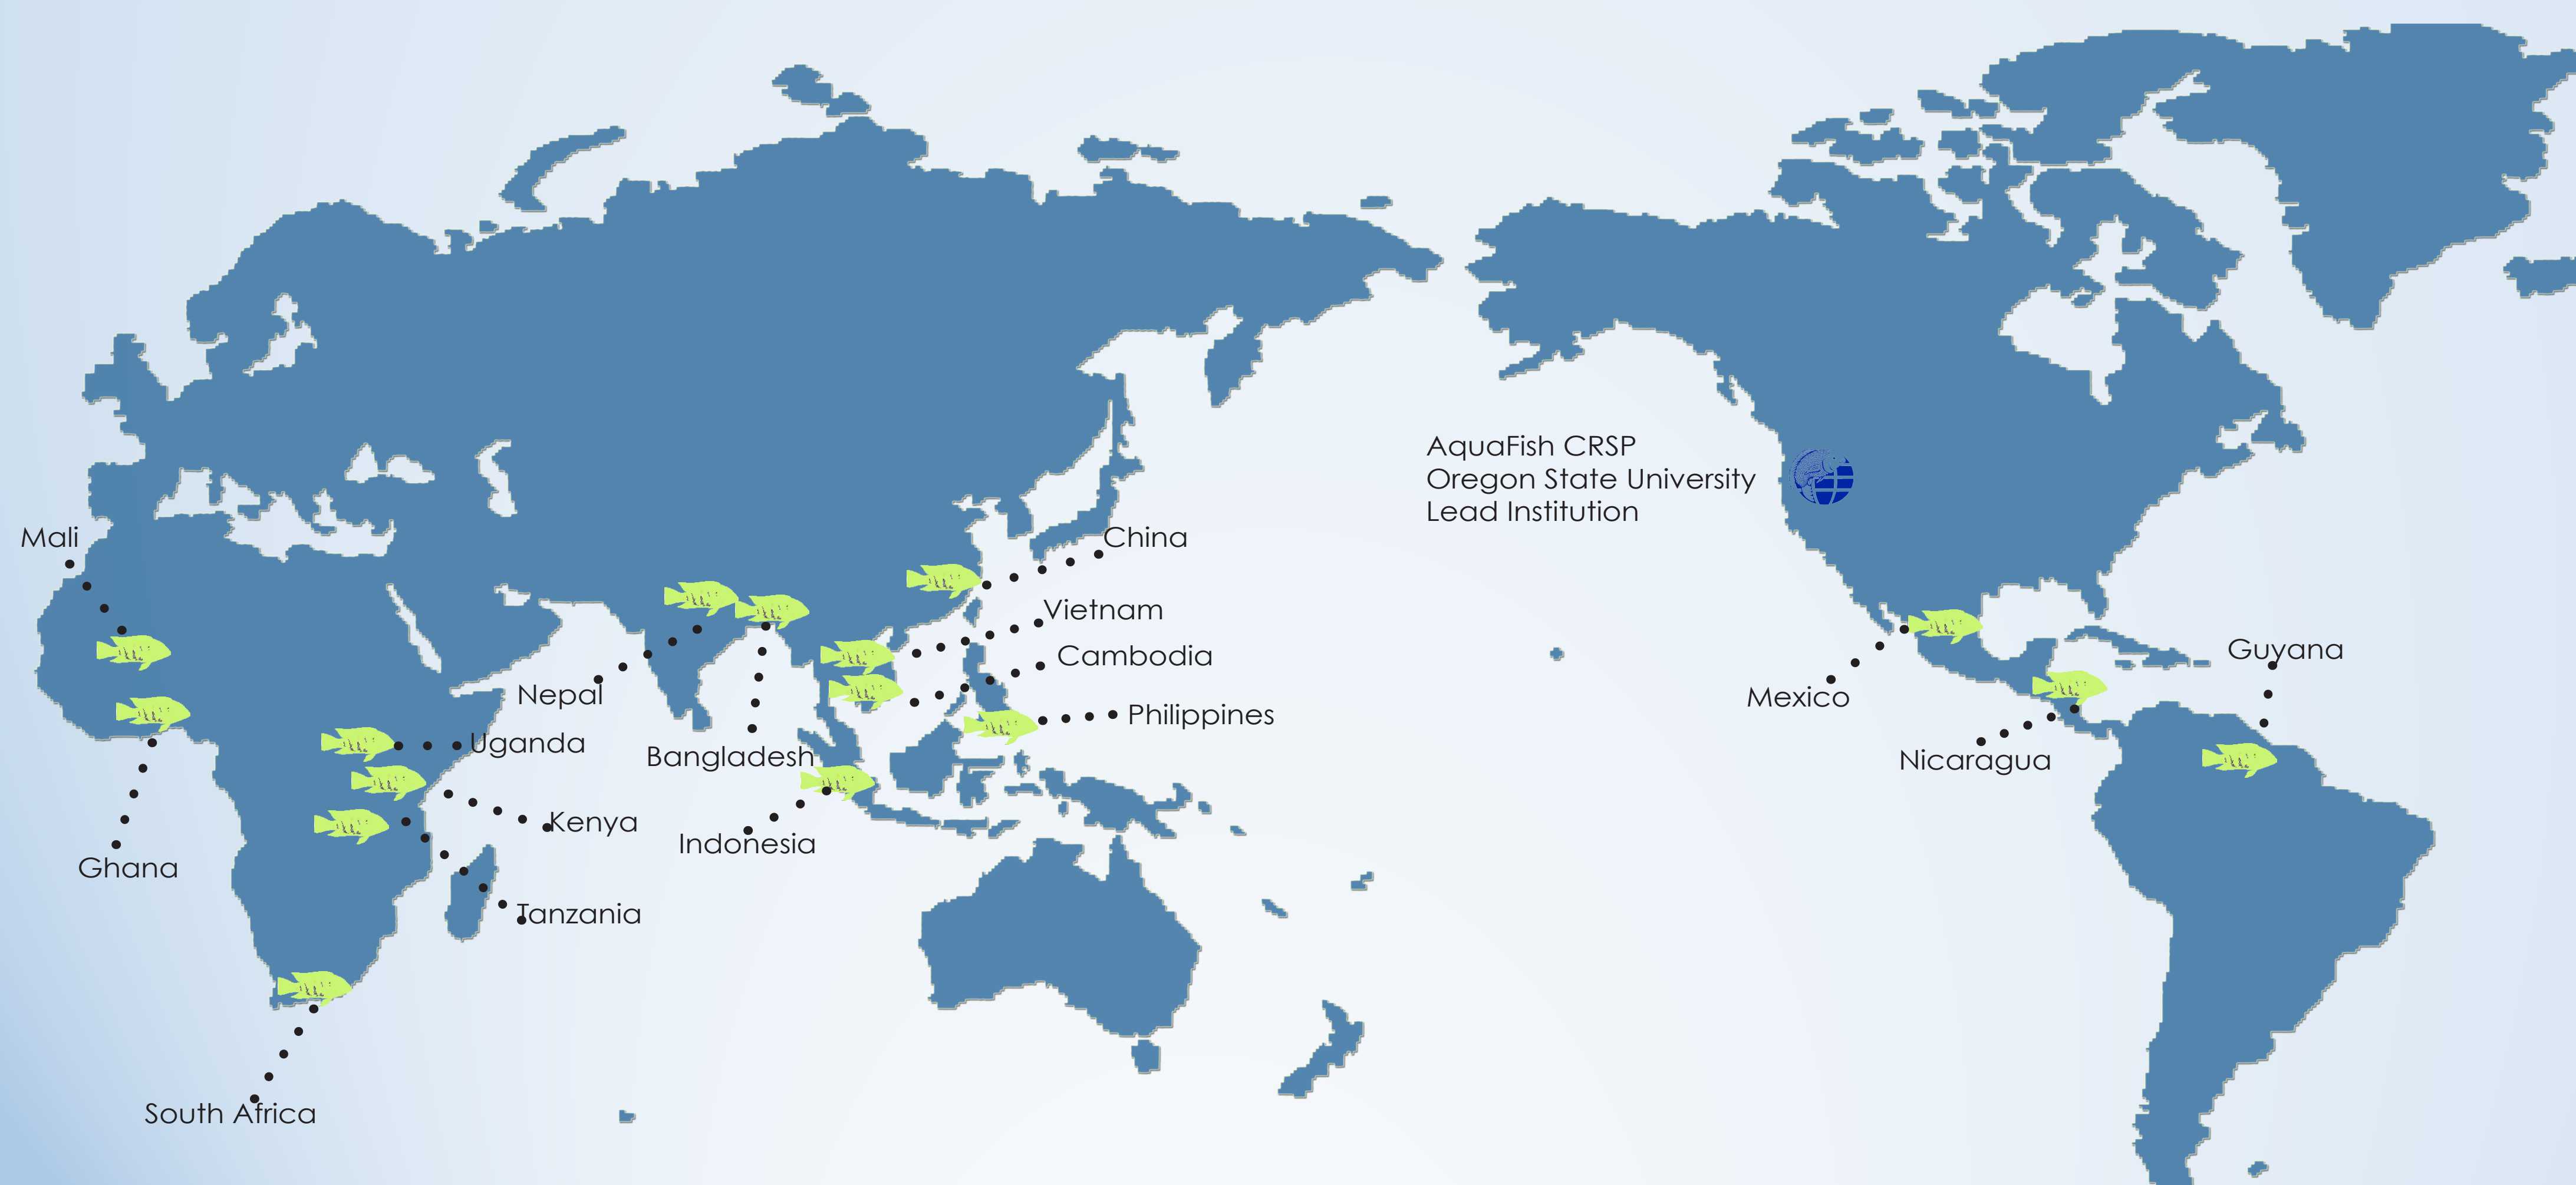 AquaFish CRSP
Oregon State University
Lead Institution
Mali
China
Vietnam
Guyana
Cambodia
Nepal
Mexico
Philippines
Uganda
Bangladesh
Nicaragua
Kenya
Indonesia
Ghana
Tanzania
South Africa